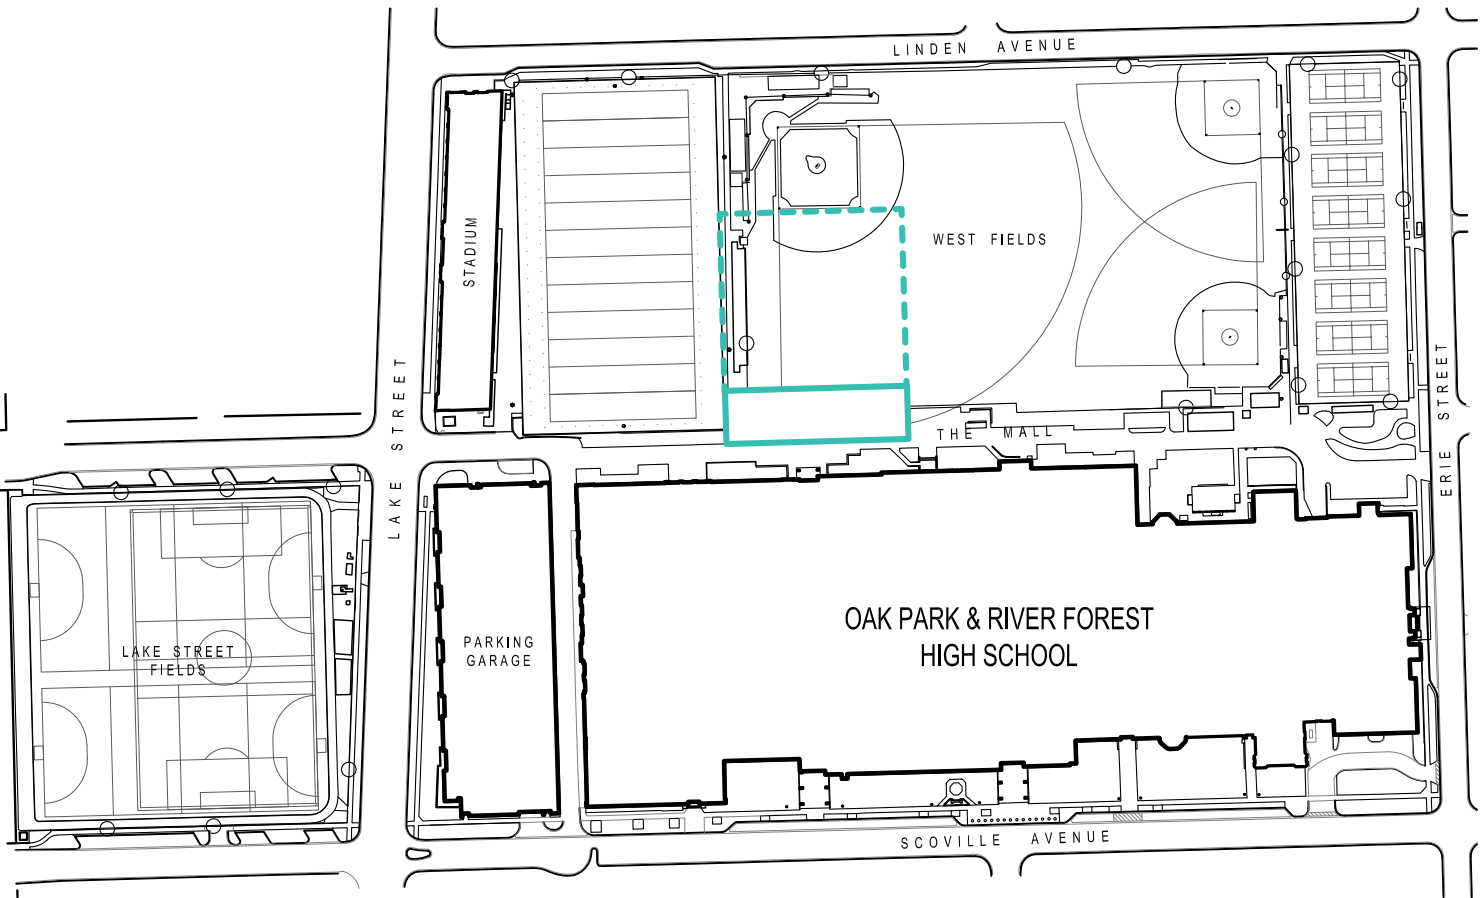 LINDEN AVENUE
STADIUM
WEST FIELDS
LAKE STREET
ERIE STREET
THE MALL
LAKE STREET
FIELDS
PARKING
GARAGE
OAK PARK & RIVER FOREST
HIGH SCHOOL
SCOVILLE AVENUE